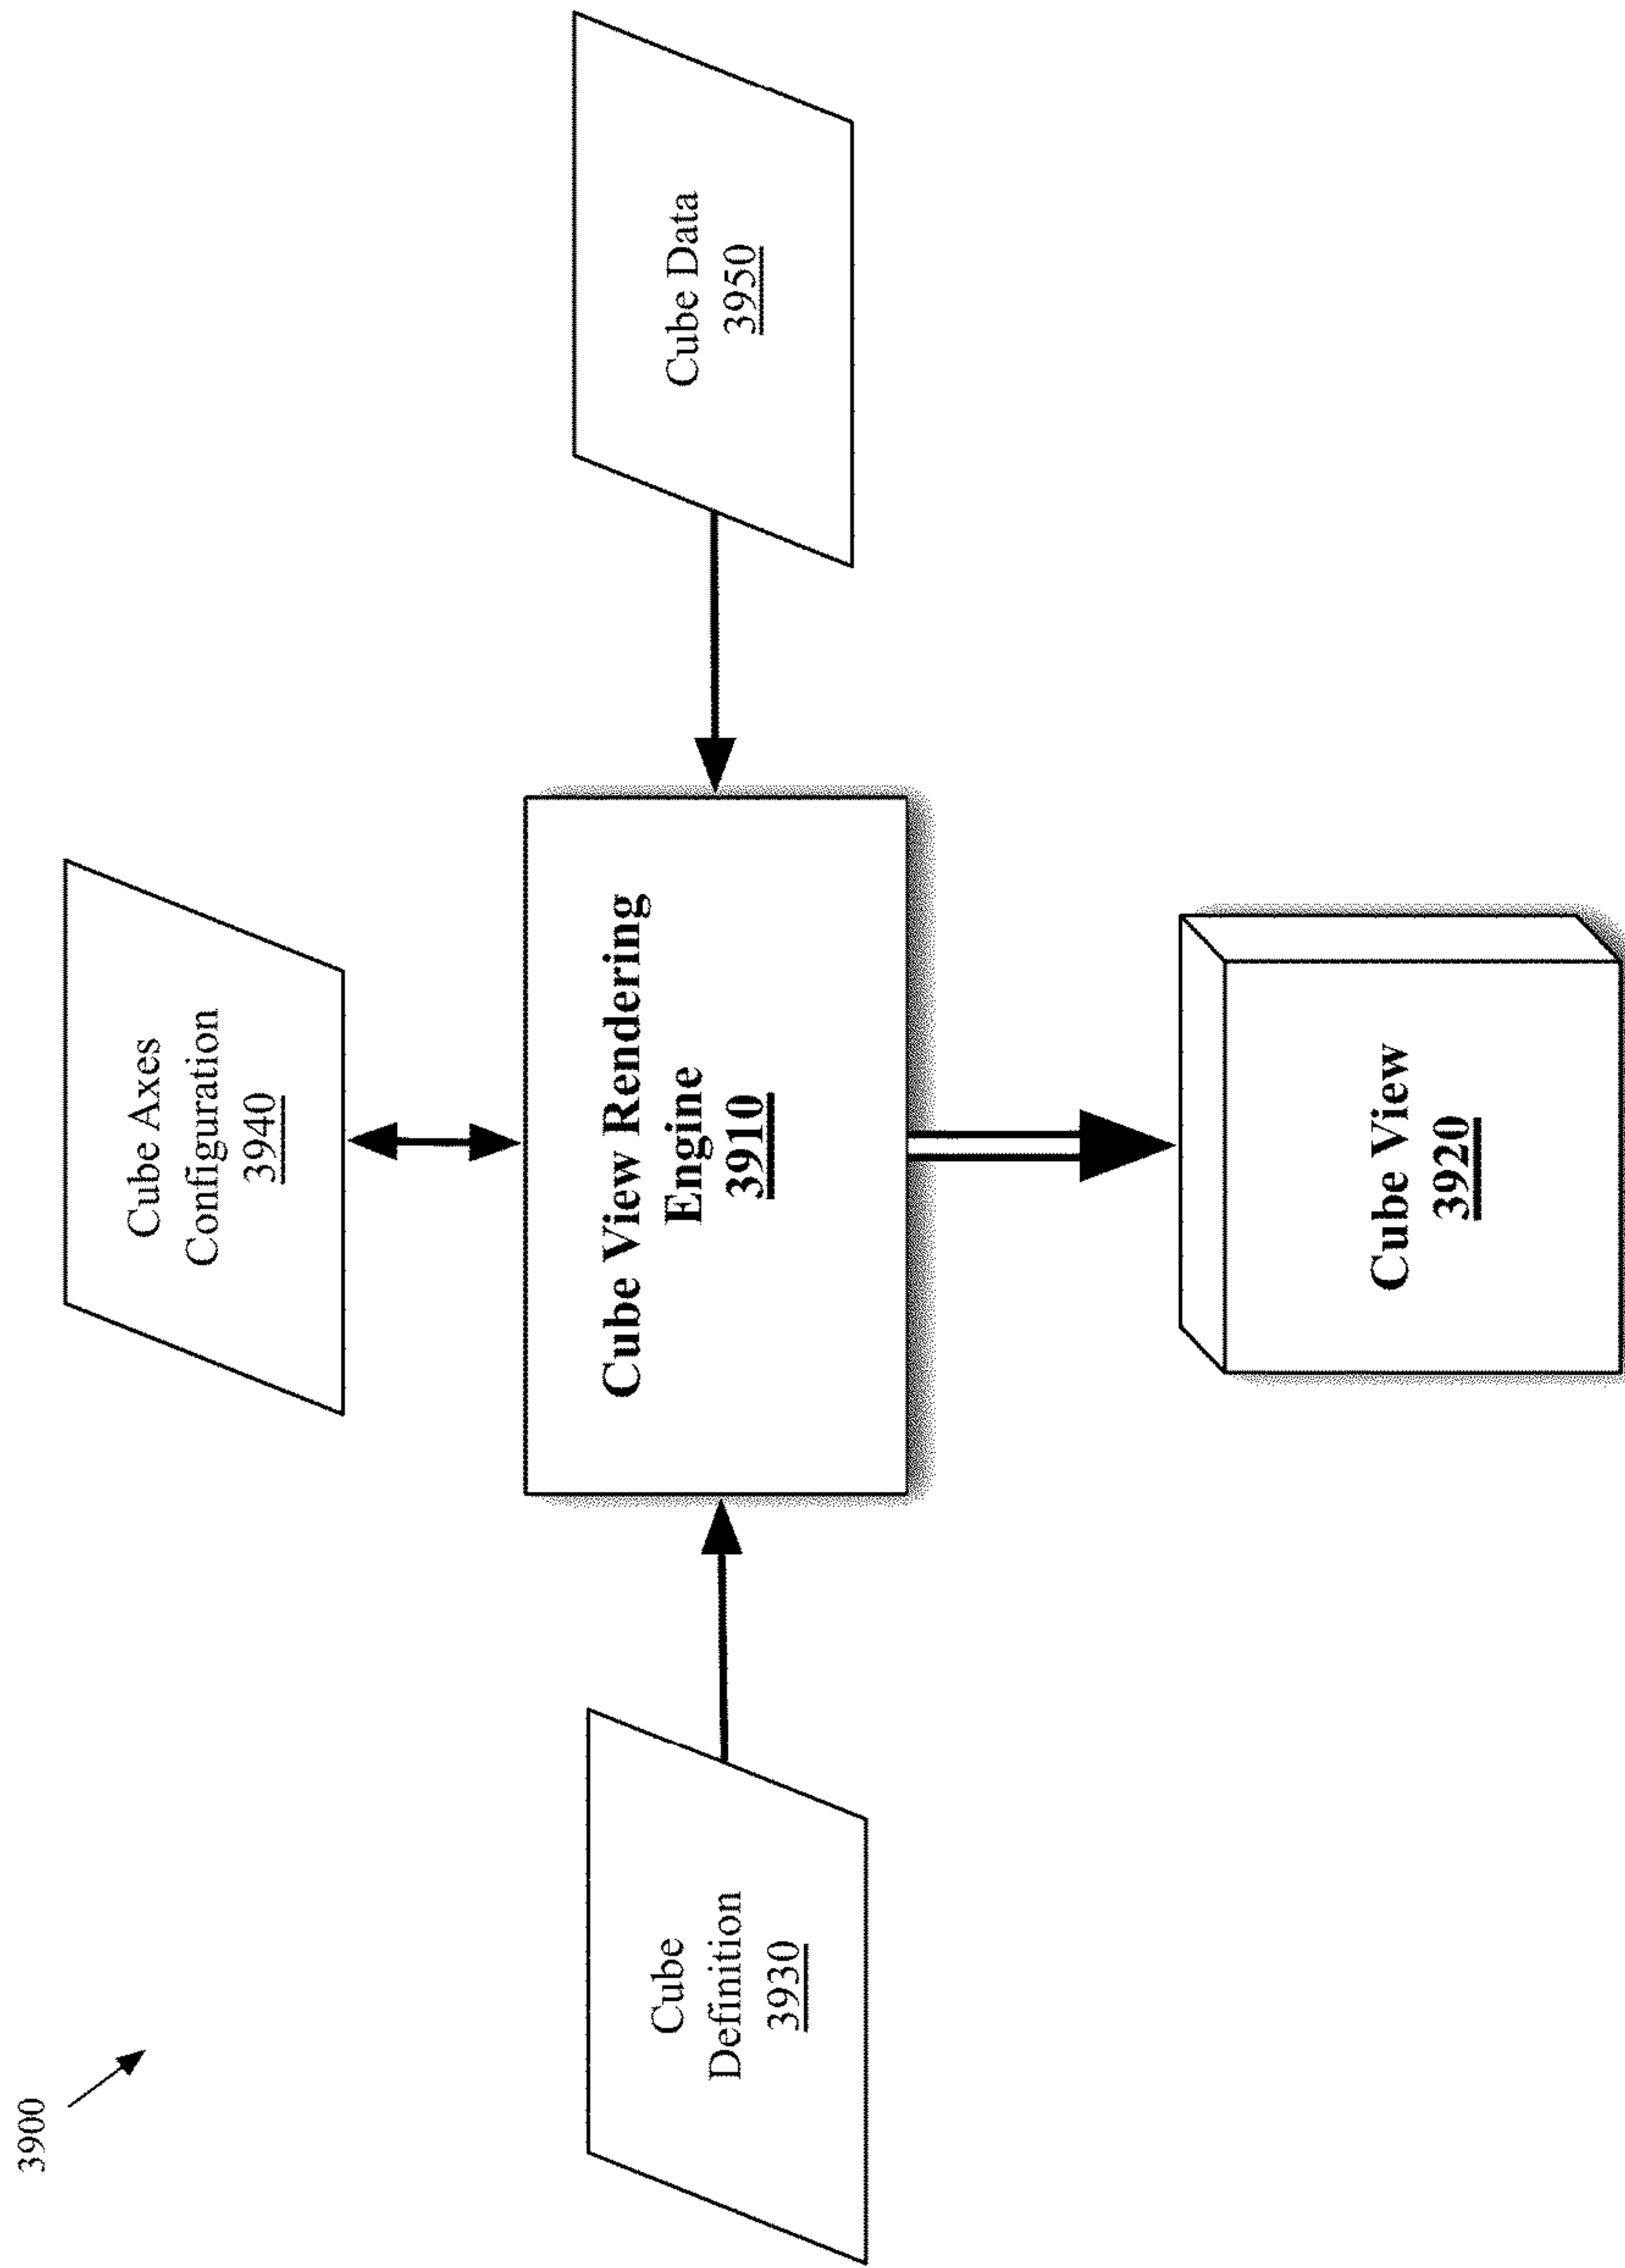 3900
Cube Axes
Configuration
3940
Cube
Definition
3930
Cube View Rendering
Engine
3910
Cube Data
3950
Cube View
3920